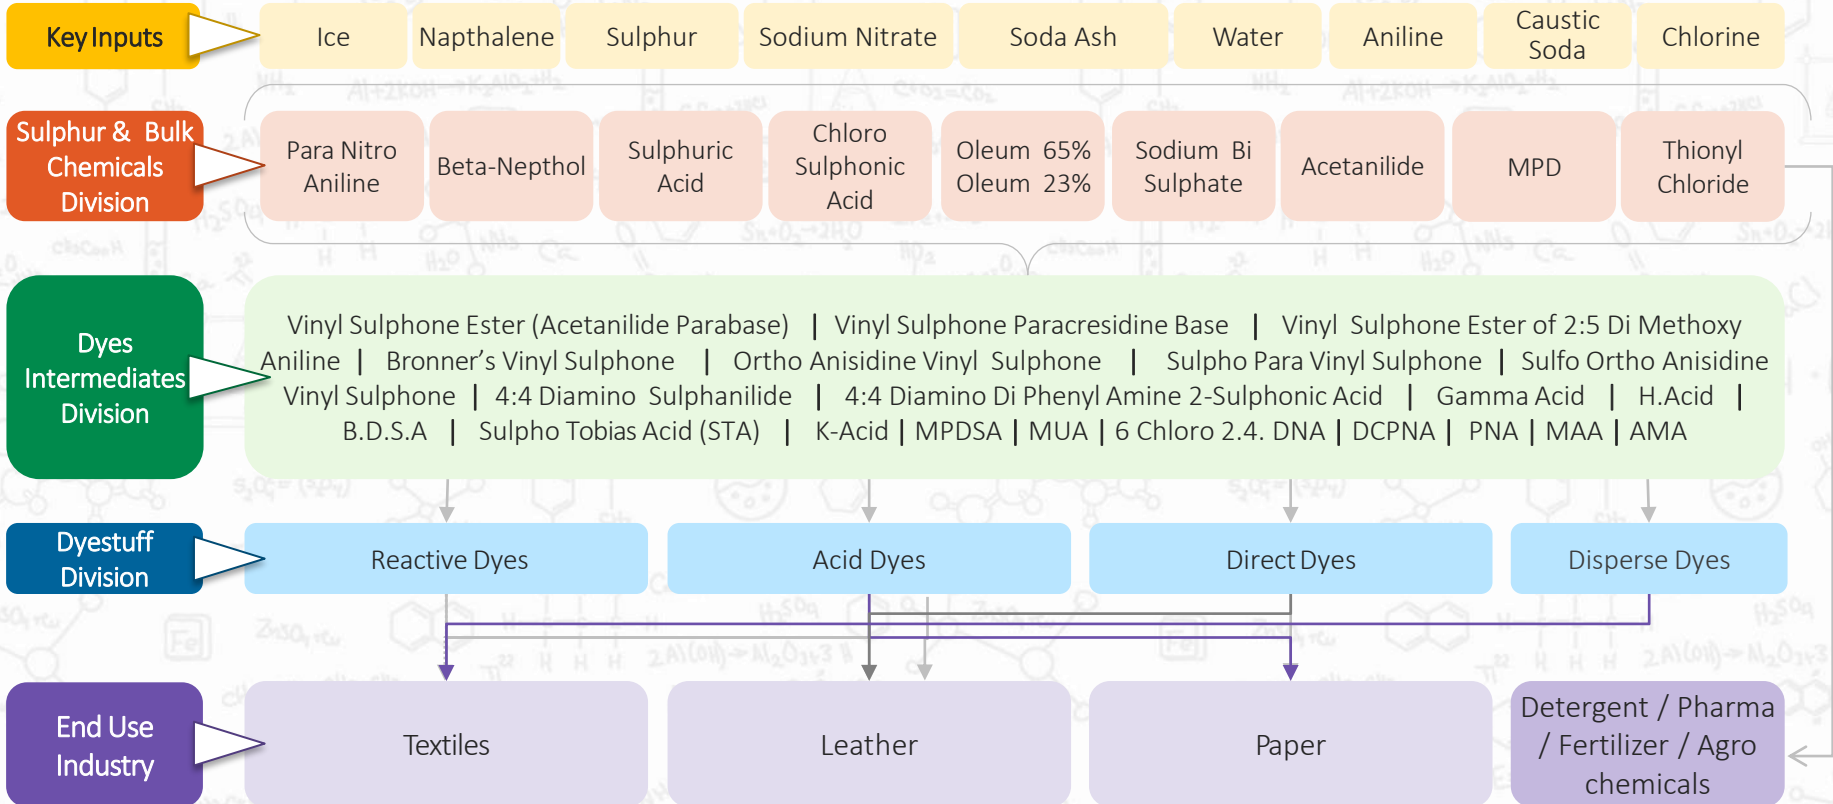 Key Inputs
Ice
Napthalene
Sulphur
Sodium Nitrate
Soda Ash
Water
Aniline
Caustic
Soda
Chlorine
Sulphur & Bulk
Chemicals
Division
Para Nitro
Aniline
Beta-Nepthol
Sulphuric
Acid
Chloro
Sulphonic
Acid
Oleum 65%
Oleum 23%
Sodium Bi
Sulphate
Acetanilide
MPD
Thionyl
Chloride
Dyes
Intermediates
Division
Vinyl Sulphone Ester (Acetanilide Parabase) | Vinyl Sulphone Paracresidine Base | Vinyl Sulphone Ester of 2:5 Di Methoxy
Aniline | Bronner’s Vinyl Sulphone | Ortho Anisidine Vinyl Sulphone | Sulpho Para Vinyl Sulphone | Sulfo Ortho Anisidine
Vinyl Sulphone | 4:4 Diamino Sulphanilide | 4:4 Diamino Di Phenyl Amine 2-Sulphonic Acid | Gamma Acid | H.Acid |
B.D.S.A | Sulpho Tobias Acid (STA) | K-Acid | MPDSA | MUA | 6 Chloro 2.4. DNA | DCPNA | PNA | MAA | AMA
Dyestuff
Division
Reactive Dyes
Acid Dyes
Direct Dyes
Disperse Dyes
End Use
Industry
Textiles
Leather
Paper
Detergent / Pharma
/ Fertilizer / Agro
chemicals